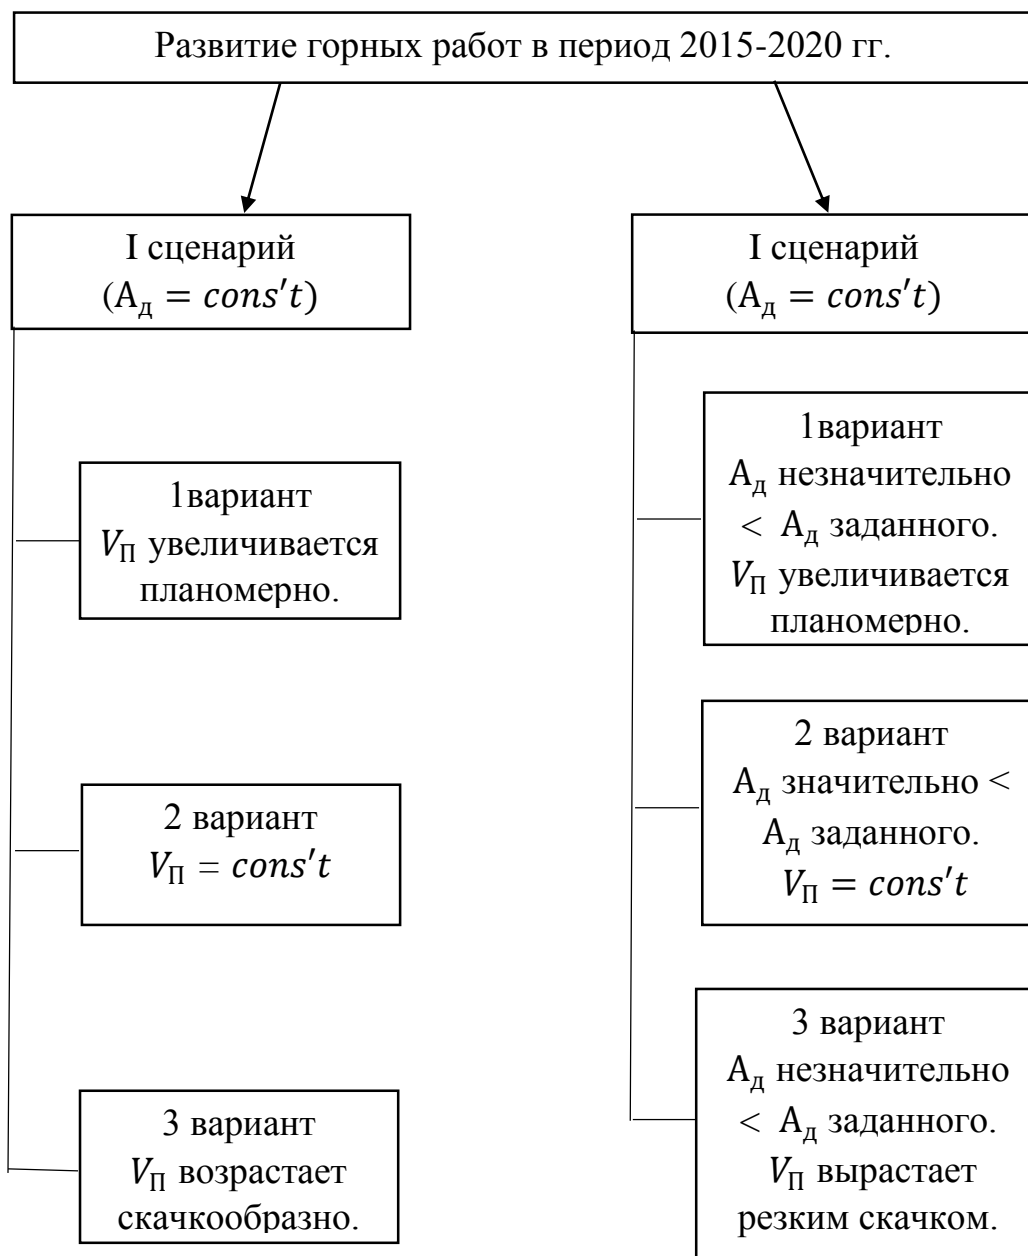 Развитие горных работ в период 2015-2020 гг.
I сценарий
(Aд = cons't)
1вариант
VП увеличивается
планомерно.
2 вариант
VП = cons't
3 вариант
VП возрастает
скачкообразно.
I сценарий
(Aд = cons't)
1вариант
Aд незначительно
< Aд заданного.
VП увеличивается
планомерно.
2 вариант
Aд значительно <
Aд заданного.
VП = cons't
3 вариант
Aд незначительно
< Aд заданного.
VП вырастает
резким скачком.